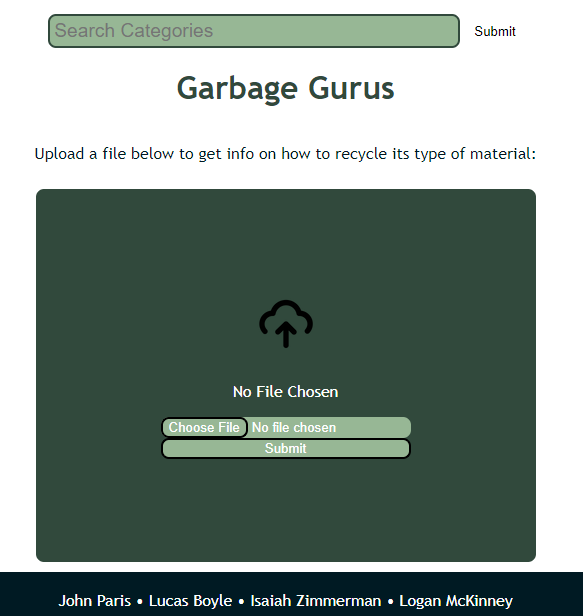 Search Categories Submit
Garbage Gurus
Upload a file below to get info on how to recycle its type of material:
No File Chosen
Choose File No file chosen
Submit
John Paris • Lucas Boyle • Isaiah Zimmerman • Logan McKinney